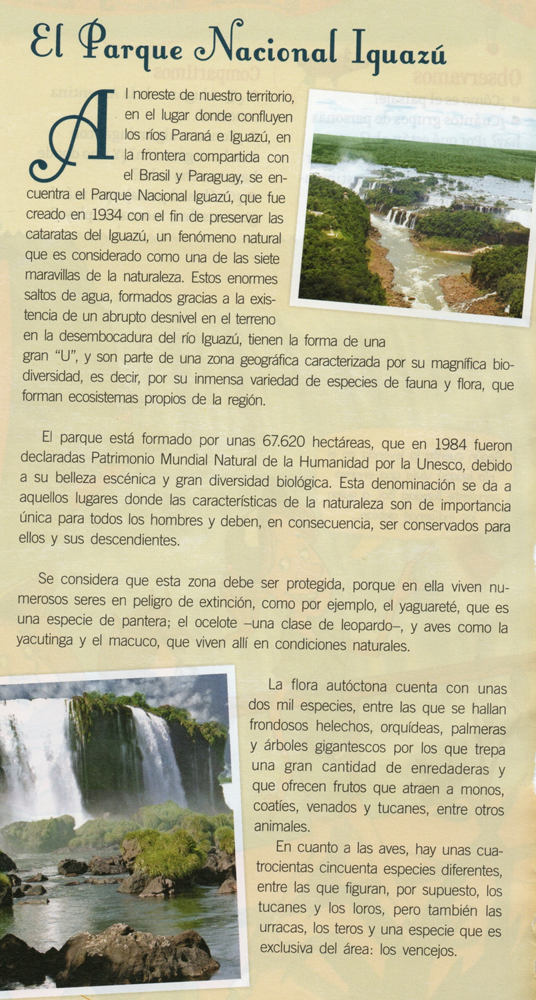 El Parque Nacional Iguazú
Al noreste de nuestro territorio,
en el lugar donde confluyen
los ríos Paraná e Iguazú, en
la frontera compartida con
el Brasil y Paraguay, se en-
cuentra el Parque Nacional Iguazú, que fue
creado en 1934 con el fin de preservar las
cataratas del Iguazú, un fenómeno natural
que es considerado como una de las siete
maravillas de la naturaleza. Estos enormes
saltos de agua, formados gracias a la exis-
tencia de un abrupto desnivel en el terreno
en la desembocadura del río Iguazú, tienen la forma de una
gran “U”, y son parte de una zona geográfica caracterizada por su magnífica bio-
diversidad, es decir, por su inmensa variedad de especies de fauna y flora, que
forman ecosistemas propios de la región.
El parque está formado por unas 67.620 hectáreas, que en 1984 fueron
declaradas Patrimonio Mundial Natural de la Humanidad por la Unesco, debido
a su belleza escénica y gran diversidad biológica. Esta denominación se da a
aquellos lugares donde las características de la naturaleza son de importancia
única para todos los hombres y deben, en consecuencia, ser conservados para
ellos y sus descendientes.
Se considera que esta zona debe ser protegida, porque en ella viven nu-
merosos seres en peligro de extinción, como por ejemplo, el yaguareté, que es
una especie de pantera; el ocelote –una clase de leopardo–, y aves como la
yacutinga y el macuco, que viven allí en condiciones naturales.
La flora autóctona cuenta con unas
dos mil especies, entre las que se hallan
frondosos helechos, orquídeas, palmeras
y árboles gigantescos por los que trepa
una gran cantidad de enredaderas y
que ofrecen frutos que atraen a monos,
coatíes, venados y tucanes, entre otros
animales.
En cuanto a las aves, hay unas cua-
trocientas cincuenta especies diferentes,
entre las que figuran, por supuesto, los
tucanes y los loros, pero también las
urracas, los teros y una especie que es
exclusiva del área: los vencejos.